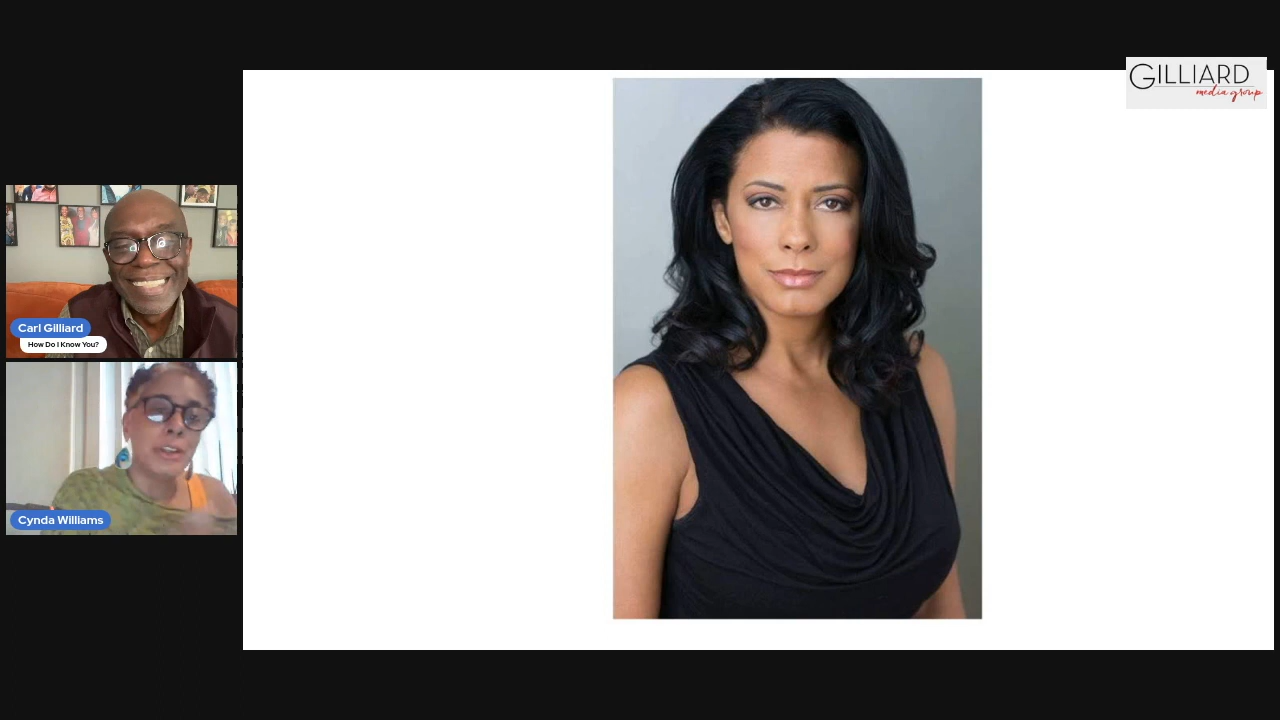 GILLIARD
media group
Carl Gilliard
How Do I Know You?
Cynda Williams